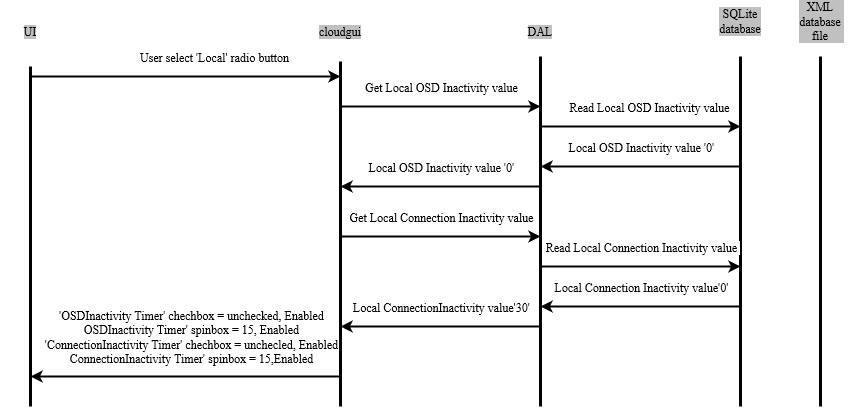 UI
cloudgui
DAL
SQLite
database
XML
database
file
User select 'Local' radio button
Get Local OSD Inactivity value
Read Local OSD Inactivity value
Local OSD Inactivity value '0'
Local OSD Inactivity value '0'
Get Local Connection Inactivity value
Read Local Connection Inactivity value
Local Connection Inactivity value'0'
Local ConnectionInactivity value'30'
'OSDInactivity Timer' chechbox = unchecked, Enabled
OSDInactivity Timer' spinbox = 15, Enabled
'ConnectionInactivity Timer' chechbox = unchecled, Enabled
ConnectionInactivity Timer' spinbox = 15,Enabled